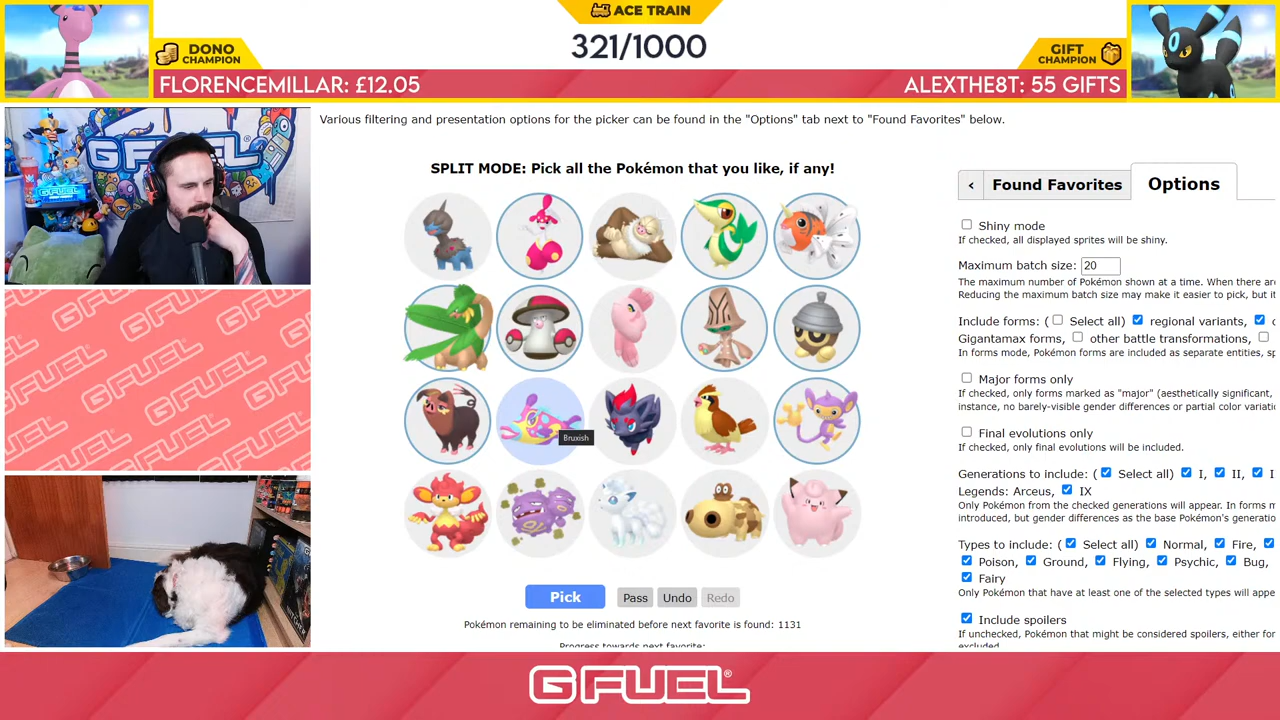 ACE TRAIN
321/1000
DONO
CHAMPION
GIFT
CHAMPION
FLORENCEMILLAR: £12.05
ALEXTHE8T: 55 GIFTS
Various filtering and presentation options for the picker can be found in the "Options" tab next to "Found Favorites" below.
SPLIT MODE: Pick all the Pokémon that you like, if any!
Bruxish
Pick
Pass
Undo
Redo
Pokémon remaining to be eliminated before next favorite is found: 1131
Progress towards next favorite:
‹
Found Favorites
Options
Shiny mode
If checked, all displayed sprites will be shiny.
Maximum batch size: 20
The maximum number of Pokémon shown at a time. When there are
Reducing the maximum batch size may make it easier to pick, but it
Include forms: ( Select all) regional variants,
Gigantamax forms, other battle transformations,
In forms mode, Pokémon forms are included as separate entities, sp
Major forms only
If checked, only forms marked as "major" (aesthetically significant,
instance, no barely-visible gender differences or partial color variatio
Final evolutions only
If checked, only final evolutions will be included.
Generations to include: ( Select all) I, II, I
Legends: Arceus, IX
Only Pokémon from the checked generations will appear. In forms m
introduced, but gender differences as the base Pokémon's generatio
Types to include: ( Select all) Normal, Fire,
Poison, Ground, Flying, Psychic, Bug,
Fairy
Only Pokémon that have at least one of the selected types will appe
Include spoilers
If unchecked, Pokémon that might be considered spoilers, either for
excluded.
G FUEL
G FUEL